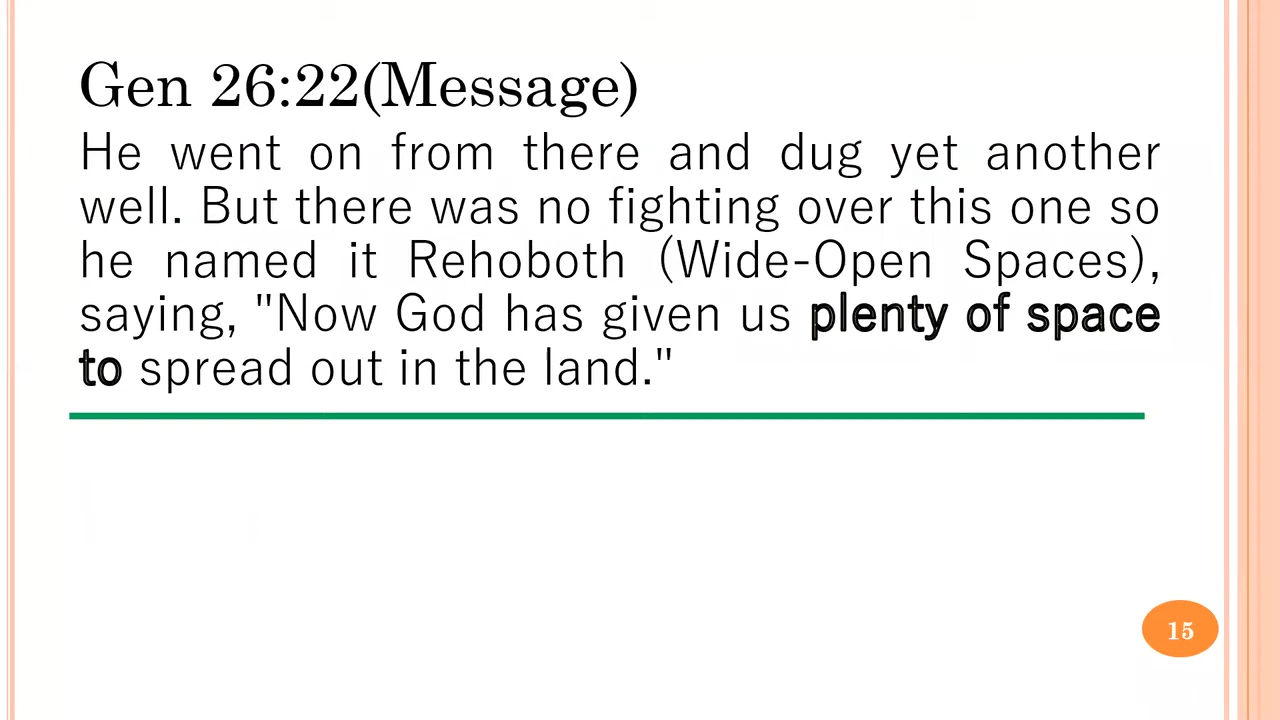 Gen 26:22(Message)
He went on from there and dug yet another
well. But there was no fighting over this one so
he named it Rehoboth (Wide-Open Spaces),
saying, "Now God has given us plenty of space
to spread out in the land."
15